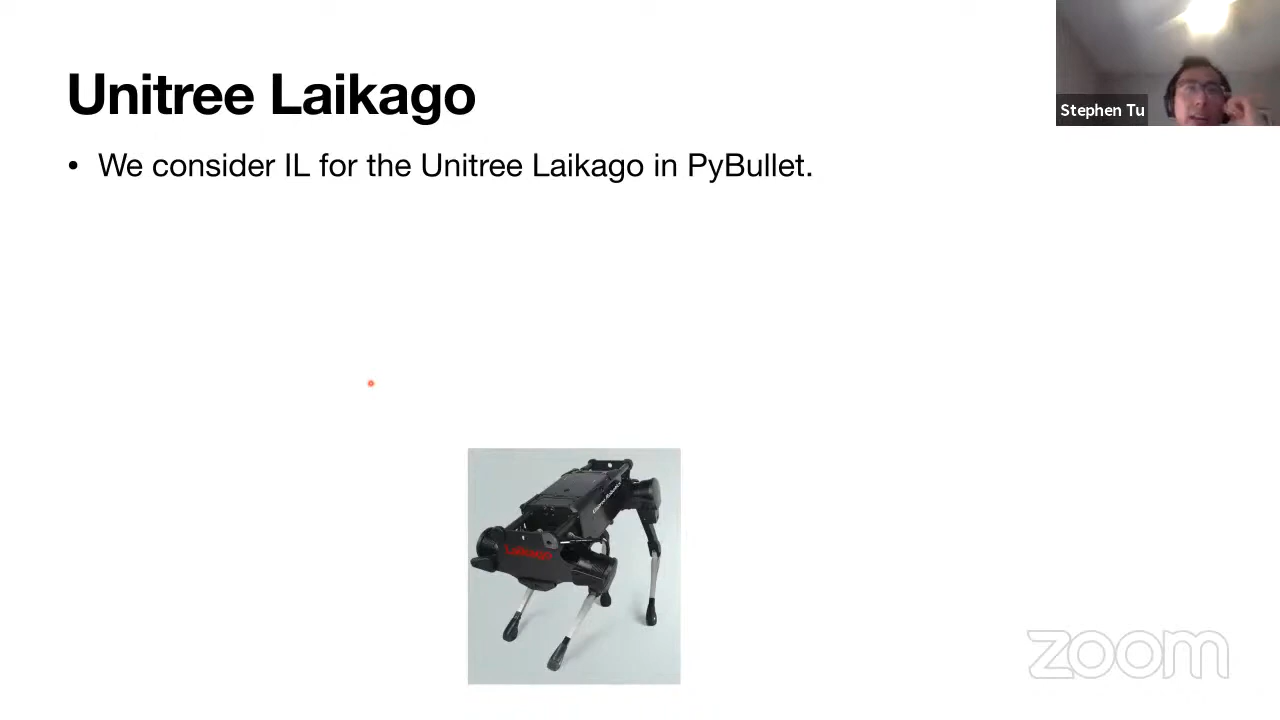 Unitree Laikago
Stephen Tu
• We consider IL for the Unitree Laikago in PyBullet.
Laikago
zoom